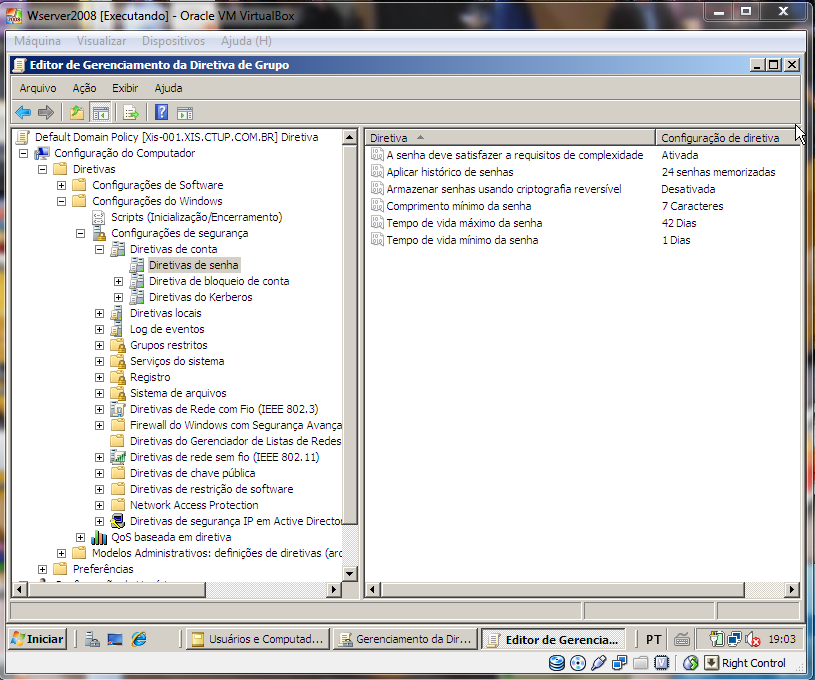 Wserver2008 [Executando] - Oracle VM VirtualBox
Máquina Visualizar Dispositivos Ajuda (H)
Editor de Gerenciamento da Diretiva de Grupo
Arquivo Ação Exibir Ajuda
Default Domain Policy [Xis-001.XIS.CTUP.COM.BR] Diretiva
Configuração do Computador
Diretivas
Configurações de Software
Configurações do Windows
Scripts (Inicialização/Encerramento)
Configurações de segurança
Diretivas de conta
Diretivas de senha
Diretiva de bloqueio de conta
Diretivas do Kerberos
Diretivas locais
Log de eventos
Grupos restritos
Serviços do sistema
Registro
Sistema de arquivos
Diretivas de Rede com Fio (IEEE 802.3)
Firewall do Windows com Segurança Avança
Diretivas do Gerenciador de Listas de Redes
Diretivas de rede sem fio (IEEE 802.11)
Diretivas de chave pública
Diretivas de restrição de software
Network Access Protection
Diretivas de segurança IP em Active Director
QoS baseada em diretiva
Modelos Administrativos: definições de diretivas (arq
Preferências
Diretiva Configuração de diretiva
A senha deve satisfazer a requisitos de complexidade Ativada
Aplicar histórico de senhas 24 senhas memorizadas
Armazenar senhas usando criptografia reversível Desativada
Comprimento mínimo da senha 7 Caracteres
Tempo de vida máximo da senha 42 Dias
Tempo de vida mínimo da senha 1 Dias
Iniciar Usuários e Computad... Gerenciamento da Dir... Editor de Gerencia... PT 19:03
Right Control